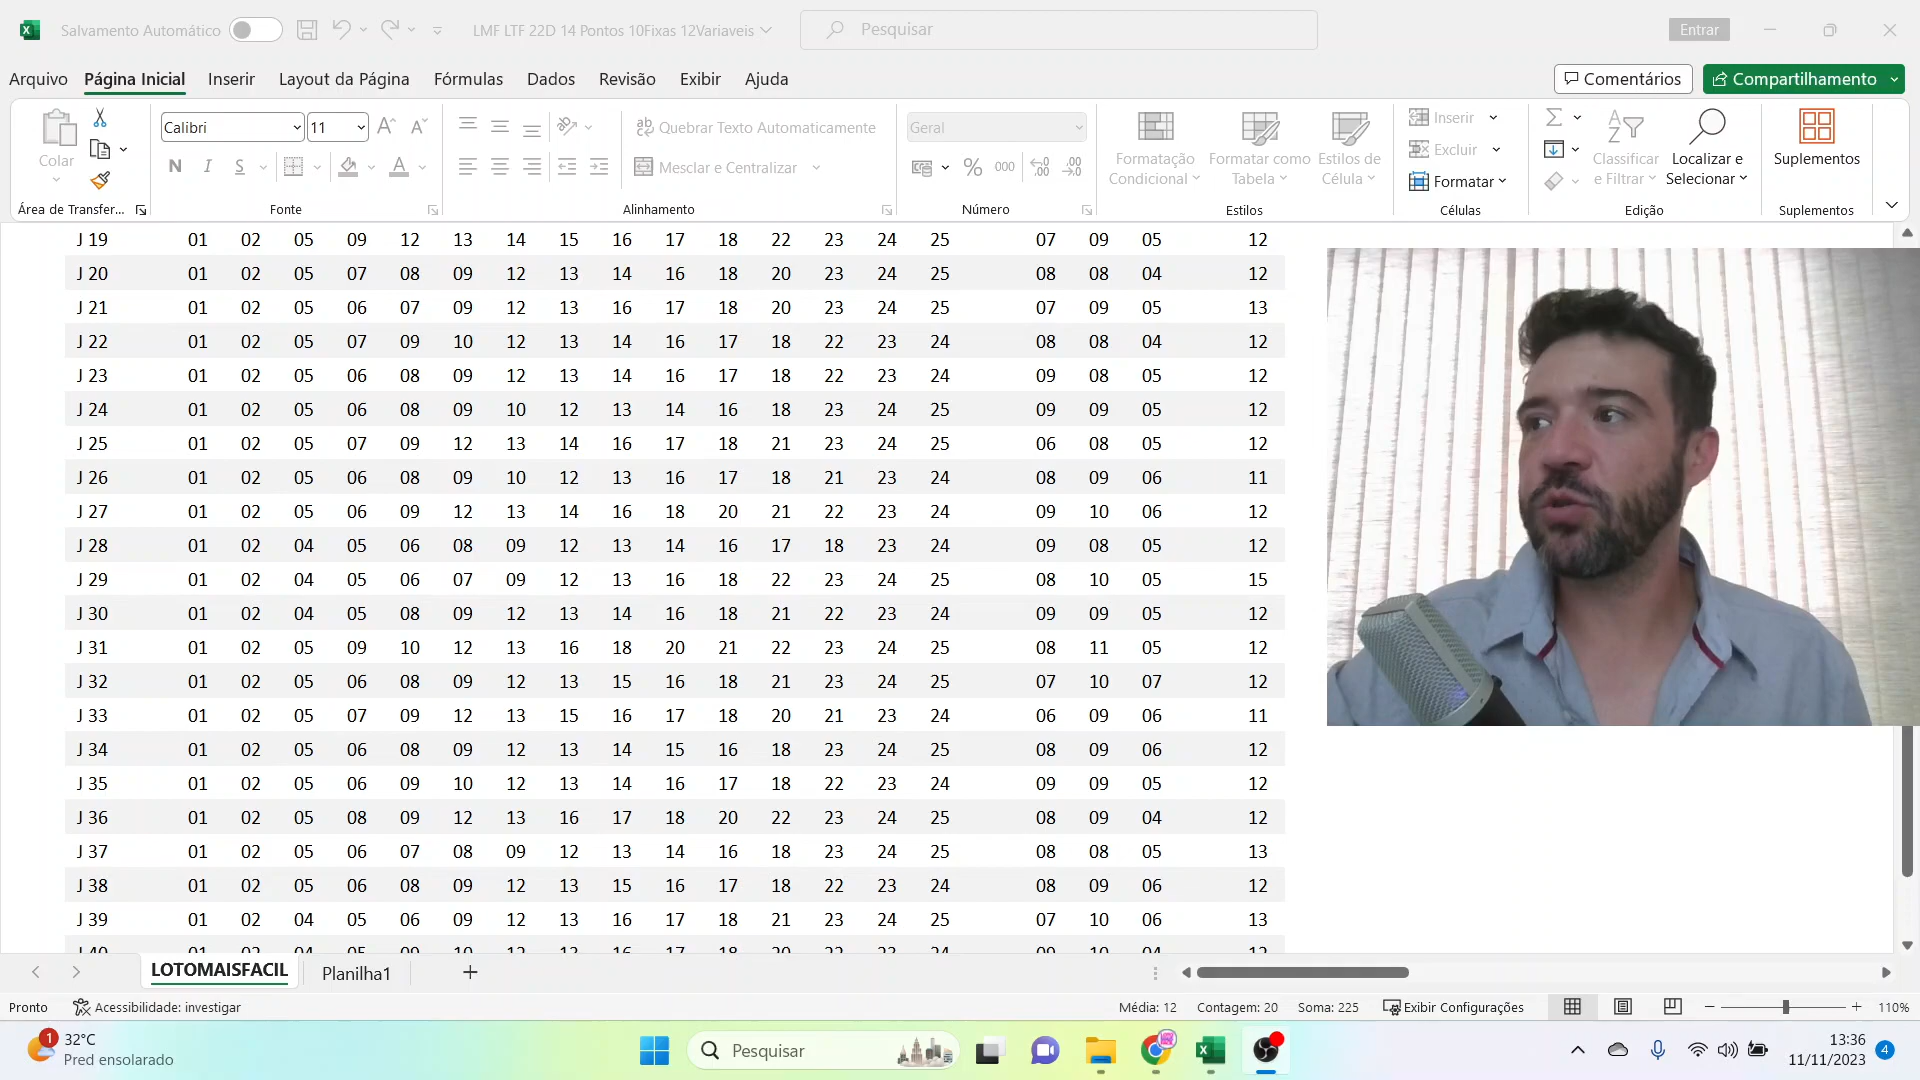 Salvamento Automático LMF LTF 22D 14 Pontos 10Fixas 12Variaveis Pesquisar Entrar
Arquivo Página Inicial Inserir Layout da Página Fórmulas Dados Revisão Exibir Ajuda Comentários Compartilhamento
Colar Calibri 11 Quebrar Texto Automaticamente Geral Formatação Condicional Formatar como Tabela Estilos de Célula Inserir Classificar e Filtrar Localizar e Selecionar Suplementos
N I S Mesclar e Centralizar % 000 Excluir
Formatar
Área de Transfer... Fonte Alinhamento Número Estilos Células Edição Suplementos
J 19 01 02 05 09 12 13 14 15 16 17 18 22 23 24 25 07 09 05 12
J 20 01 02 05 07 08 09 12 13 14 16 18 20 23 24 25 08 08 04 12
J 21 01 02 05 06 07 09 12 13 16 17 18 20 23 24 25 07 09 05 13
J 22 01 02 05 07 09 10 12 13 14 16 17 18 22 23 24 08 08 04 12
J 23 01 02 05 06 08 09 12 13 14 16 17 18 22 23 24 09 08 05 12
J 24 01 02 05 06 08 09 10 12 13 14 16 18 23 24 25 09 09 05 12
J 25 01 02 05 07 09 12 13 14 16 17 18 21 23 24 25 06 08 05 12
J 26 01 02 05 06 08 09 10 12 13 16 17 18 21 23 24 08 09 06 11
J 27 01 02 05 06 09 12 13 14 16 18 20 21 22 23 24 09 10 06 12
J 28 01 02 04 05 06 08 09 12 13 14 16 17 18 23 24 09 08 05 12
J 29 01 02 04 05 06 07 09 12 13 16 18 22 23 24 25 08 10 05 15
J 30 01 02 04 05 08 09 12 13 14 16 18 21 22 23 24 09 09 05 12
J 31 01 02 05 09 10 12 13 16 18 20 21 22 23 24 25 08 11 05 12
J 32 01 02 05 06 08 09 12 13 15 16 18 21 23 24 25 07 10 07 12
J 33 01 02 05 07 09 12 13 15 16 17 18 20 21 23 24 06 09 06 11
J 34 01 02 05 06 08 09 12 13 14 15 16 18 23 24 25 08 09 06 12
J 35 01 02 05 06 09 10 12 13 14 16 17 18 22 23 24 09 09 05 12
J 36 01 02 05 08 09 12 13 16 17 18 20 22 23 24 25 08 09 04 12
J 37 01 02 05 06 07 08 09 12 13 14 16 18 23 24 25 08 08 05 13
J 38 01 02 05 06 08 09 12 13 15 16 17 18 22 23 24 08 09 06 12
J 39 01 02 04 05 06 09 12 13 16 17 18 21 23 24 25 07 10 06 13
J 40 01 02 04 05 09 10 12 13 16 17 18 20 22 23 24 09 10 04 12
LOTOMAISFACIL Planilha1
Pronto Acessibilidade: investigar Média: 12 Contagem: 20 Soma: 225 Exibir Configurações 110%
1 32°C Pesquisar 13:36
Pred ensolarado 11/11/2023 4